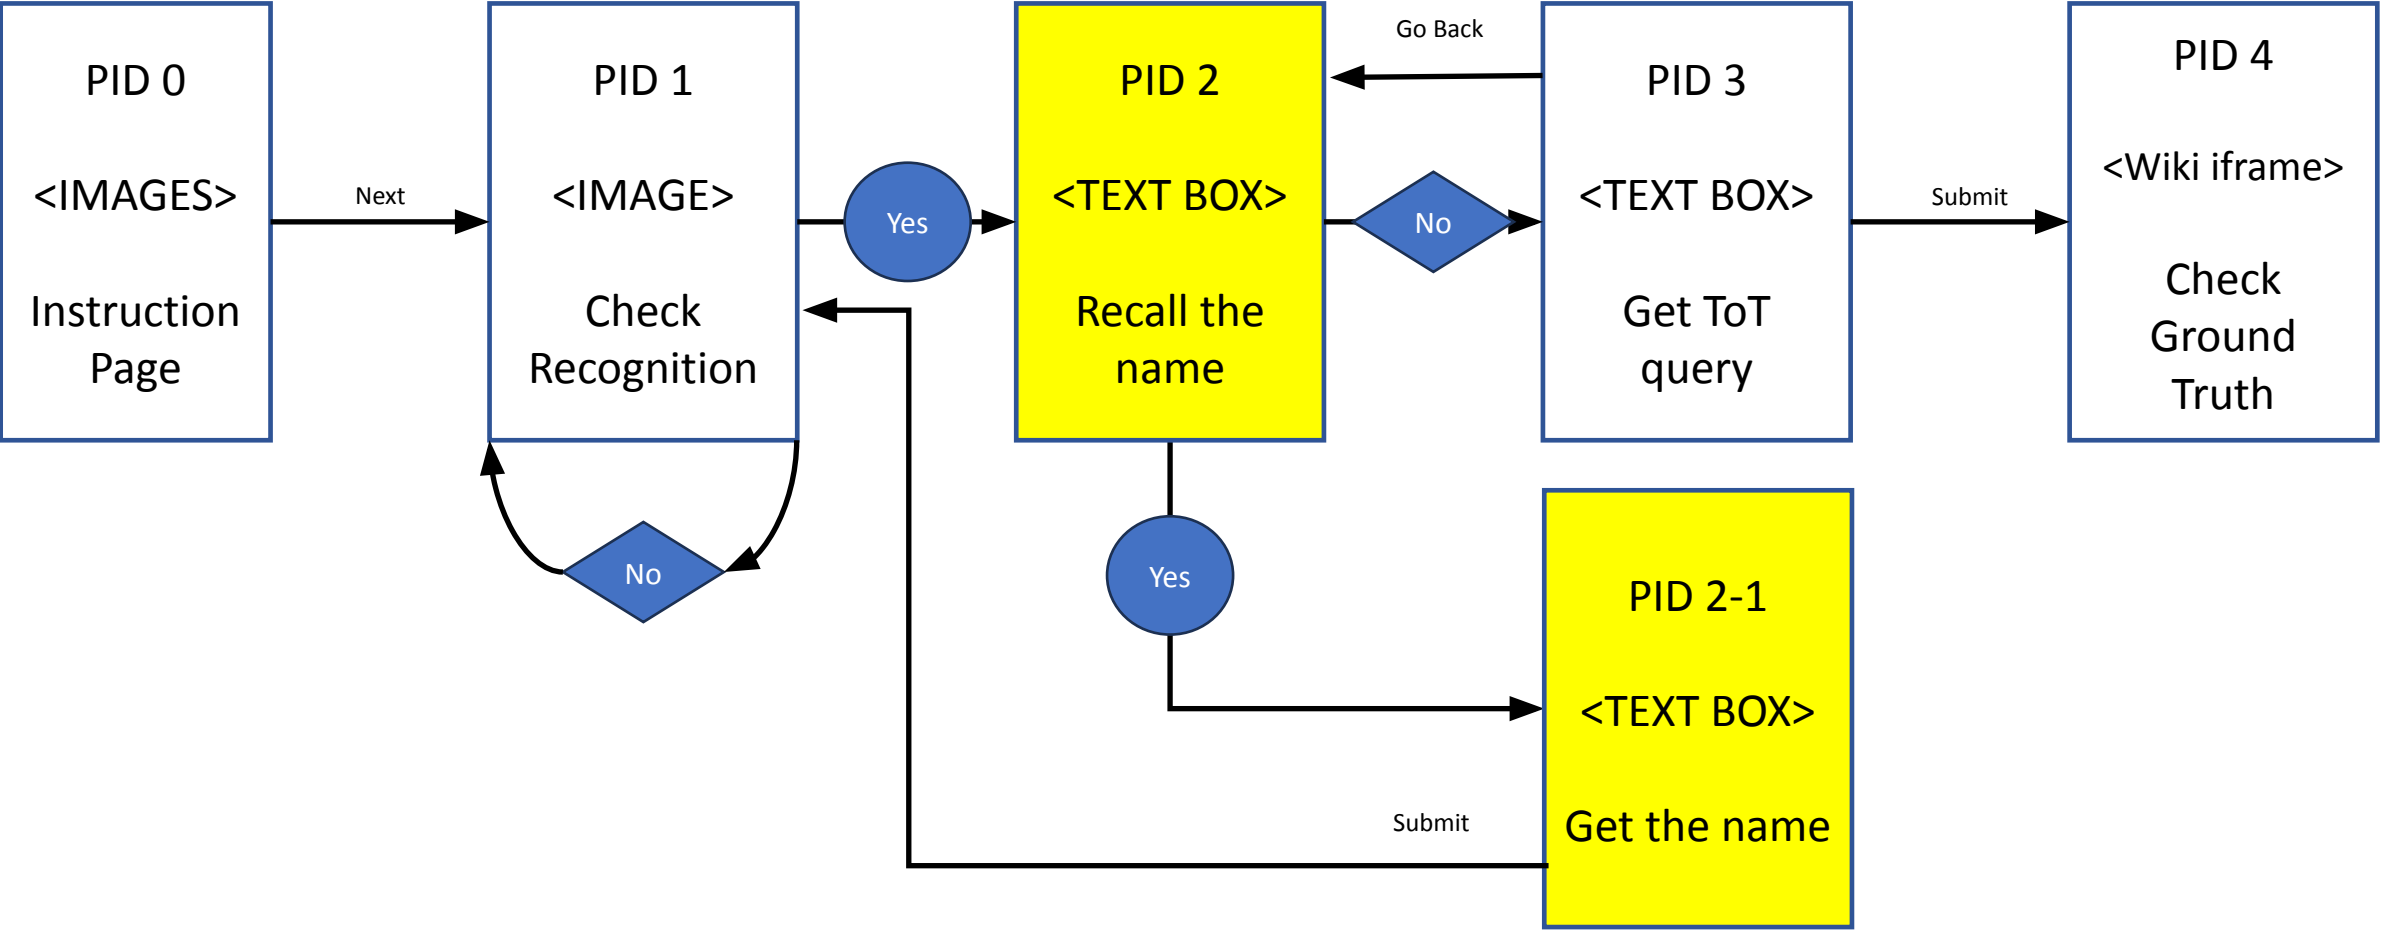 PID 0
<IMAGES>
Instruction
Page
Next
PID 1
<IMAGE>
Check
Recognition
No
Yes
PID 2
<TEXT BOX>
Recall the
name
Go Back
No
Yes
PID 3
<TEXT BOX>
Get ToT
query
Submit
PID 4
<Wiki iframe>
Check
Ground
Truth
PID 2-1
<TEXT BOX>
Get the name
Submit